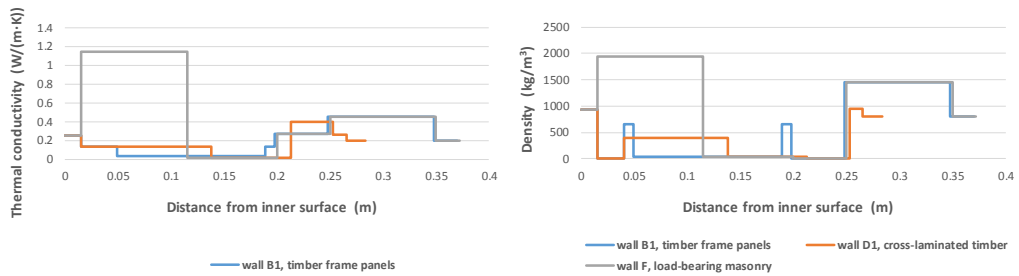 Thermal conductivity (W/(m·K))
1.4
1.2
1
0.8
0.6
0.4
0.2
0
0 0.05 0.1 0.15 0.2 0.25 0.3 0.35 0.4
Distance from inner surface (m)
wall B1, timber frame panels
Density (kg/m³)
2500
2000
1500
1000
500
0
0 0.05 0.1 0.15 0.2 0.25 0.3 0.35 0.4
Distance from inner surface (m)
wall B1, timber frame panels wall D1, cross-laminated timber
wall F, load-bearing masonry